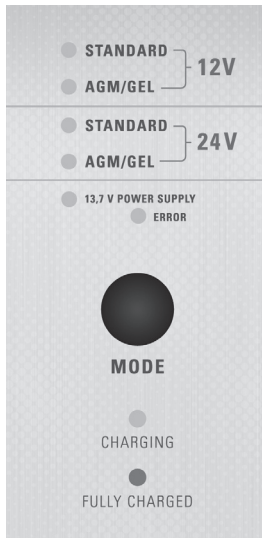 STANDARD
12V
AGM/GEL
STANDARD
24V
AGM/GEL
13,7 V POWER SUPPLY
ERROR
MODE
CHARGING
FULLY CHARGED